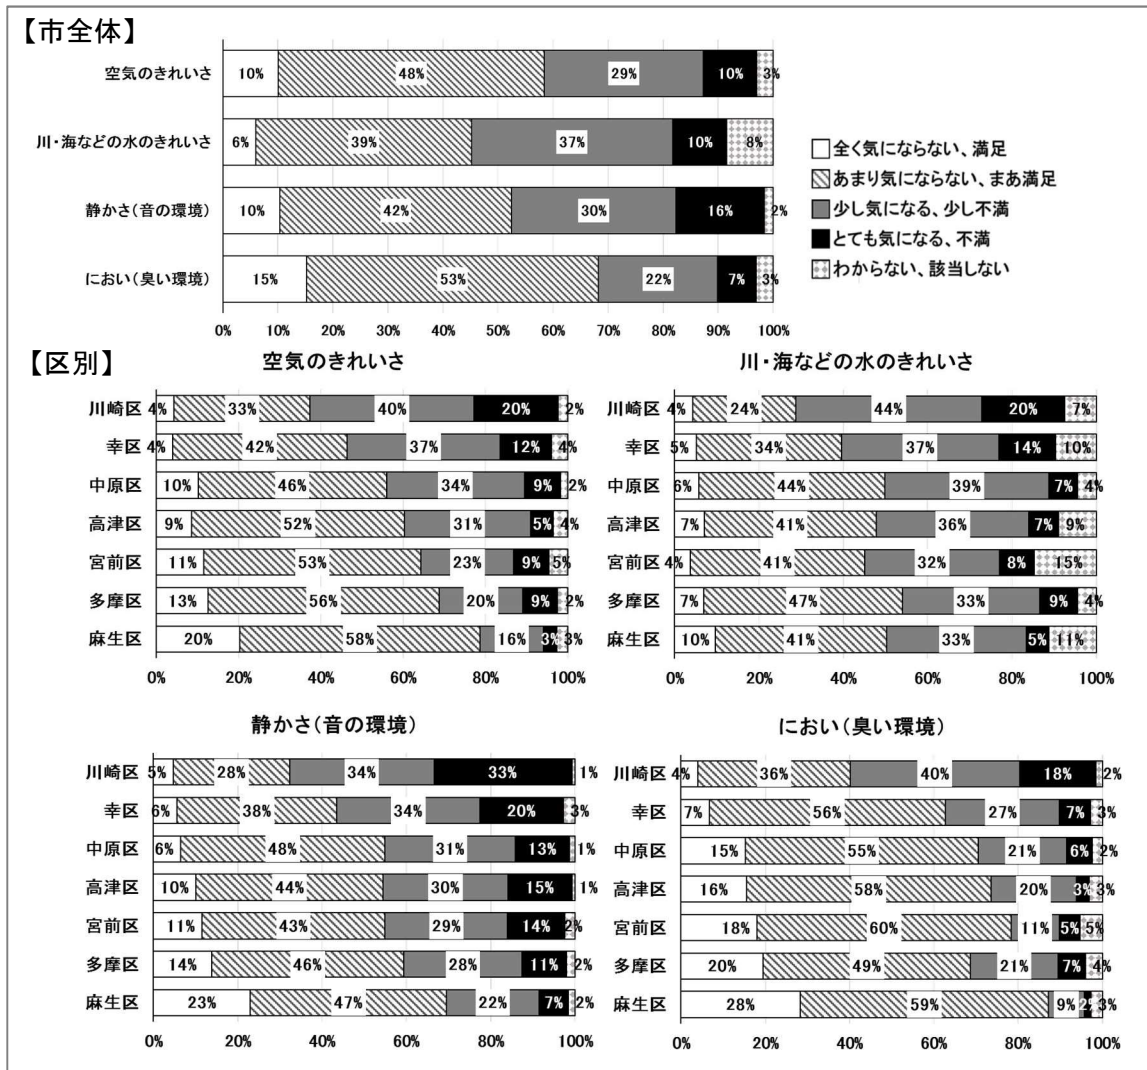 【市全体】
空気のきれいさ 10% 48% 29% 10% 3%
川・海などの水のきれいさ 6% 39% 37% 10% 8%
静かさ(音の環境) 10% 42% 30% 16% 2%
におい(臭い環境) 15% 53% 22% 7% 3%
0% 10% 20% 30% 40% 50% 60% 70% 80% 90% 100%
全く気にならない、満足
あまり気にならない、まあ満足
少し気になる、少し不満
とても気になる、不満
わからない、該当しない
【区別】
空気のきれいさ
川崎区 4% 33% 40% 20% 2%
幸区 4% 42% 37% 12% 4%
中原区 10% 46% 34% 9% 2%
高津区 9% 52% 31% 5% 4%
宮前区 11% 53% 23% 9% 5%
多摩区 13% 56% 20% 9% 2%
麻生区 20% 58% 16% 3% 3%
0% 20% 40% 60% 80% 100%
川・海などの水のきれいさ
川崎区 4% 24% 44% 20% 7%
幸区 5% 34% 37% 14% 10%
中原区 6% 44% 39% 7% 4%
高津区 7% 41% 36% 7% 9%
宮前区 4% 41% 32% 8% 15%
多摩区 7% 47% 33% 9% 4%
麻生区 10% 41% 33% 5% 11%
0% 20% 40% 60% 80% 100%
静かさ(音の環境)
川崎区 5% 28% 34% 33% 1%
幸区 6% 38% 34% 20% 3%
中原区 6% 48% 31% 13% 1%
高津区 10% 44% 30% 15% 1%
宮前区 11% 43% 29% 14% 2%
多摩区 14% 46% 28% 11% 2%
麻生区 23% 47% 22% 7% 2%
0% 20% 40% 60% 80% 100%
におい(臭い環境)
川崎区 4% 36% 40% 18% 2%
幸区 7% 56% 27% 7% 3%
中原区 15% 55% 21% 6% 2%
高津区 16% 58% 20% 3% 3%
宮前区 18% 60% 11% 5% 5%
多摩区 20% 49% 21% 7% 4%
麻生区 28% 59% 9% 2% 3%
0% 20% 40% 60% 80% 100%